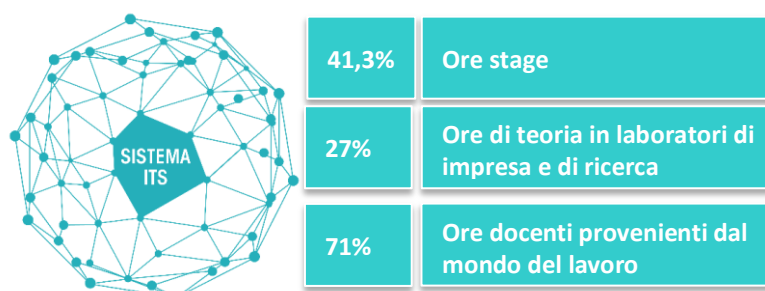 SISTEMA
ITS
41,3%
Ore stage
27%
Ore di teoria in laboratori di
impresa e di ricerca
71%
Ore docenti provenienti dal
mondo del lavoro